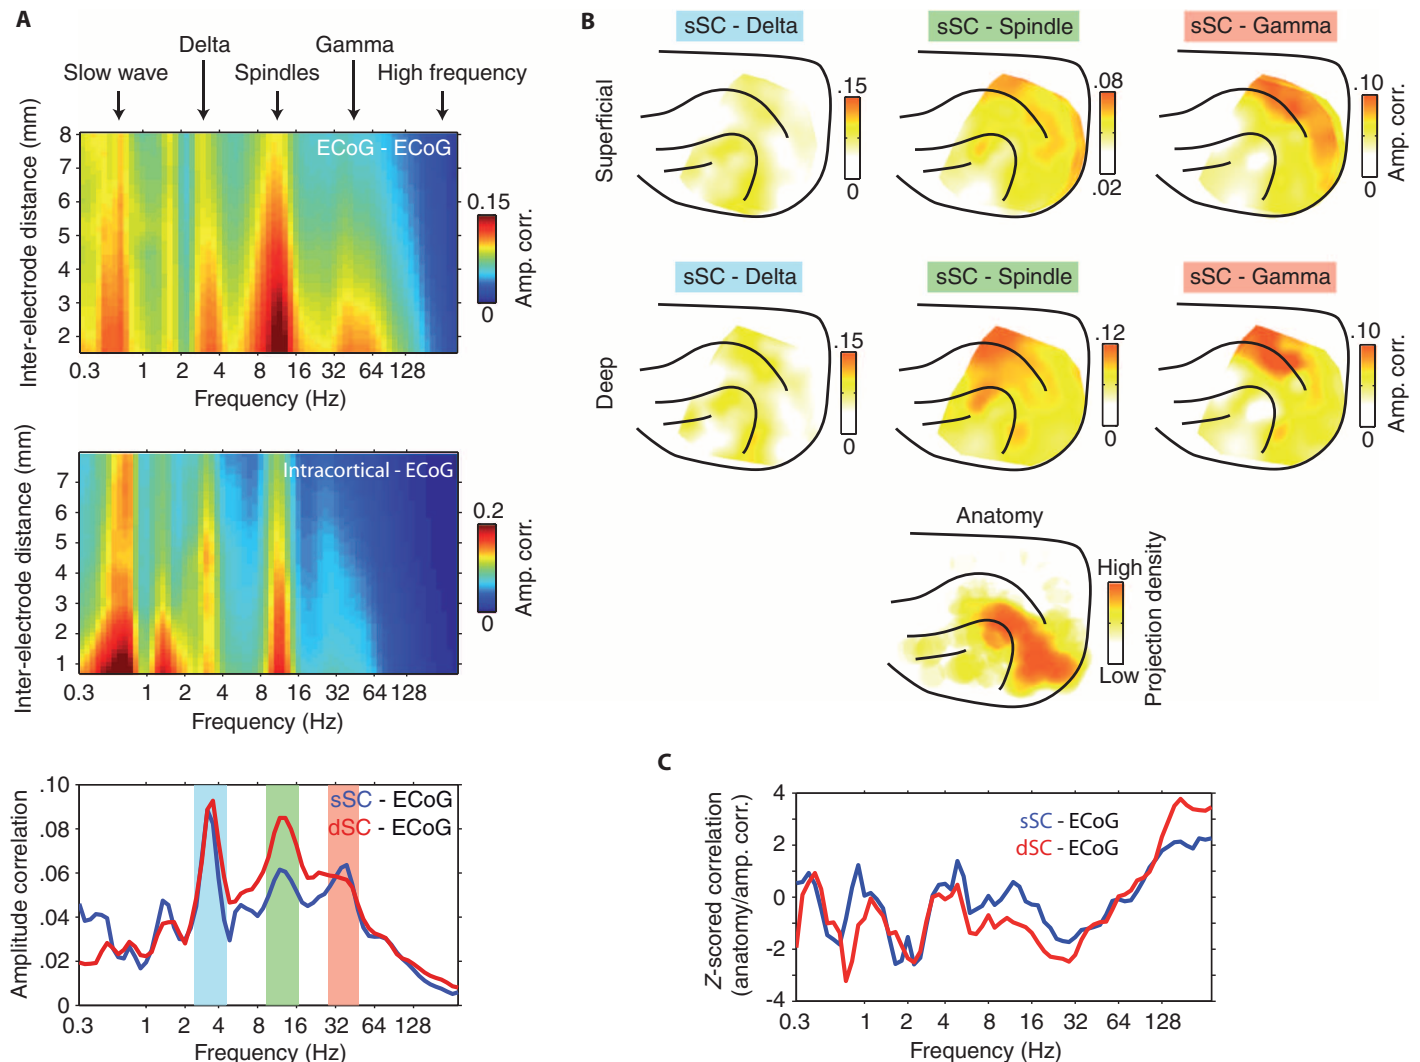 A
Delta
Gamma
Slow wave
Spindles
High frequency
Inter-electrode distance (mm)
8
7
6
5
4
3
2
ECoG - ECoG
0.15
0
Amp. corr.
0.3 1 2 4 8 16 32 64 128
Frequency (Hz)
Inter-electrode distance (mm)
7
6
5
4
3
2
1
Intracortical - ECoG
0.2
0
Amp. corr.
0.3 1 2 4 8 16 32 64 128
Frequency (Hz)
Amplitude correlation
.10
.08
.06
.04
.02
0
sSC - ECoG
dSC - ECoG
0.3 1 2 4 8 16 32 64 128
Frequency (Hz)
B
sSC - Delta
sSC - Spindle
sSC - Gamma
Superficial
.15
0
.08
.02
.10
0
Amp. corr.
sSC - Delta
sSC - Spindle
sSC - Gamma
Deep
.15
0
.12
0
.10
0
Amp. corr.
Anatomy
High
Low
Projection density
C
Z-scored correlation
(anatomy/amp. corr.)
4
2
0
-2
-4
sSC - ECoG
dSC - ECoG
0.3 1 2 4 8 16 32 64 128
Frequency (Hz)